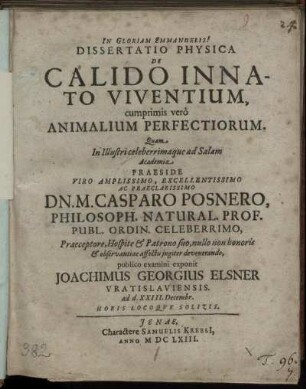 IN GLORIAM EMMANUELIS!
DISSERTATIO PHYSICA
DE
CALIDO INNA-
TO VIVENTIUM,
cumprimis verò
ANIMALIUM PERFECTIORUM.
Quam
In Illustri celeberrimaque ad Salam
Academia
PRAESIDE
VIRO AMPLISSIMO, EXCELLENTISSIMO
AC PRAECLARISSIMO
DN. M. CASPARO POSNERO,
PHILOSOPH. NATURAL. PROF.
PUBL. ORDIN. CELEBERRIMO,
Praeceptore, Hospite & Patrono suo, nullo non honoris
& observantiae affectu jugiter devenerando,
publico examini exponit
JOACHIMUS GEORGIUS ELSNER
VRATISLAVIENSIS.
ad d. XXIII. Decembr.
HORIS LOCOQUE SOLITIS.
JENAE,
Charactere SAMUELIS KREBSI,
ANNO M DC LXIII.
382